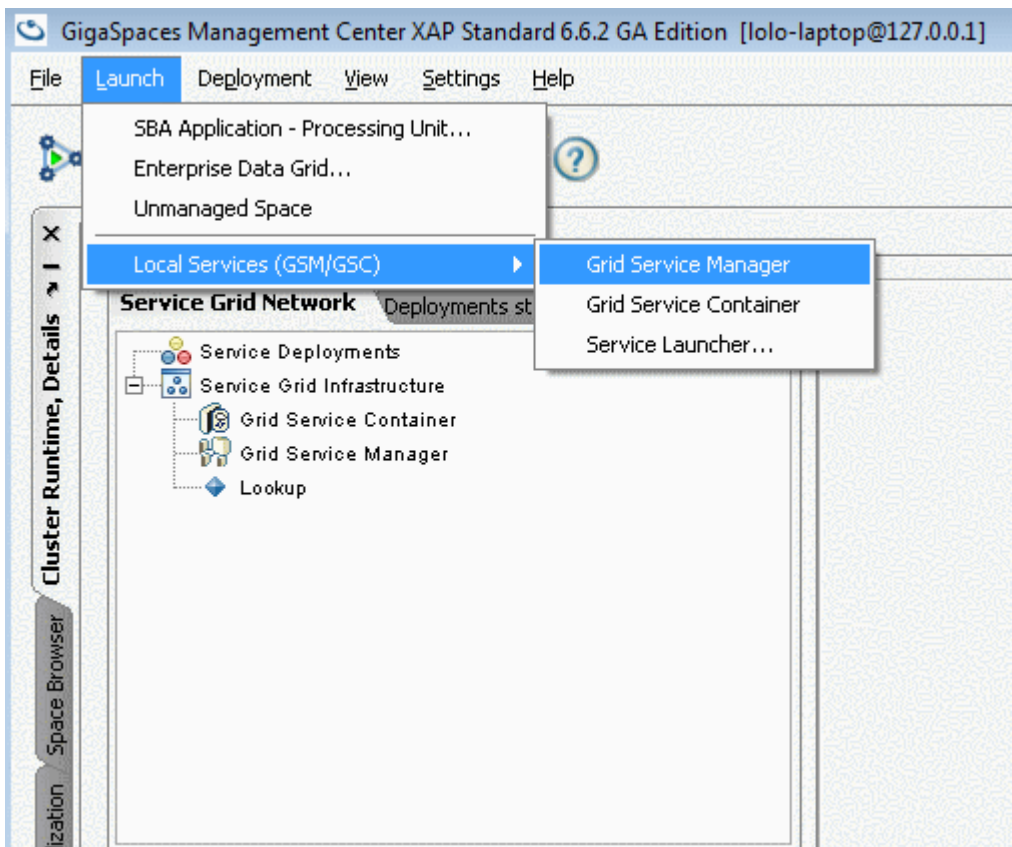 GigaSpaces Management Center XAP Standard 6.6.2 GA Edition [lolo-laptop@127.0.0.1]
File Launch Deployment View Settings Help
SBA Application - Processing Unit...
Enterprise Data Grid...
Unmanaged Space
Local Services (GSM/GSC)
Grid Service Manager
Grid Service Container
Service Launcher...
Service Grid Network Deployments st
Service Deployments
Service Grid Infrastructure
Grid Service Container
Grid Service Manager
Lookup
Cluster Runtime, Details
Space Browser
ization